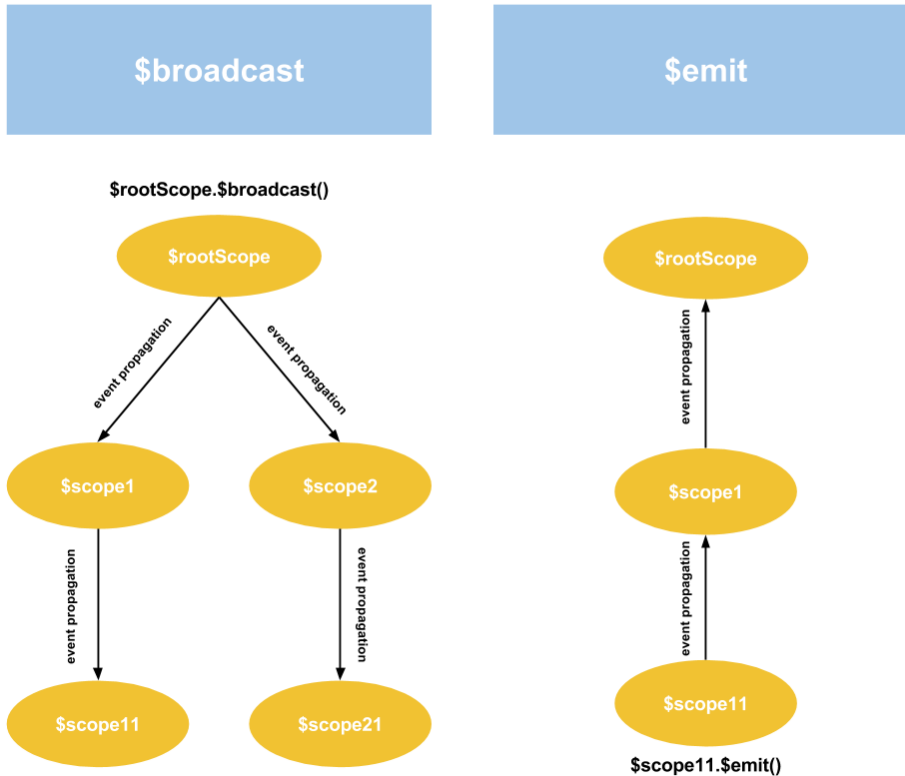 $broadcast
$emit
$rootScope.$broadcast()
$rootScope
event propagation
event propagation
$scope1
$scope2
event propagation
event propagation
$scope11
$scope21
$rootScope
event propagation
$scope1
event propagation
$scope11
$scope11.$emit()